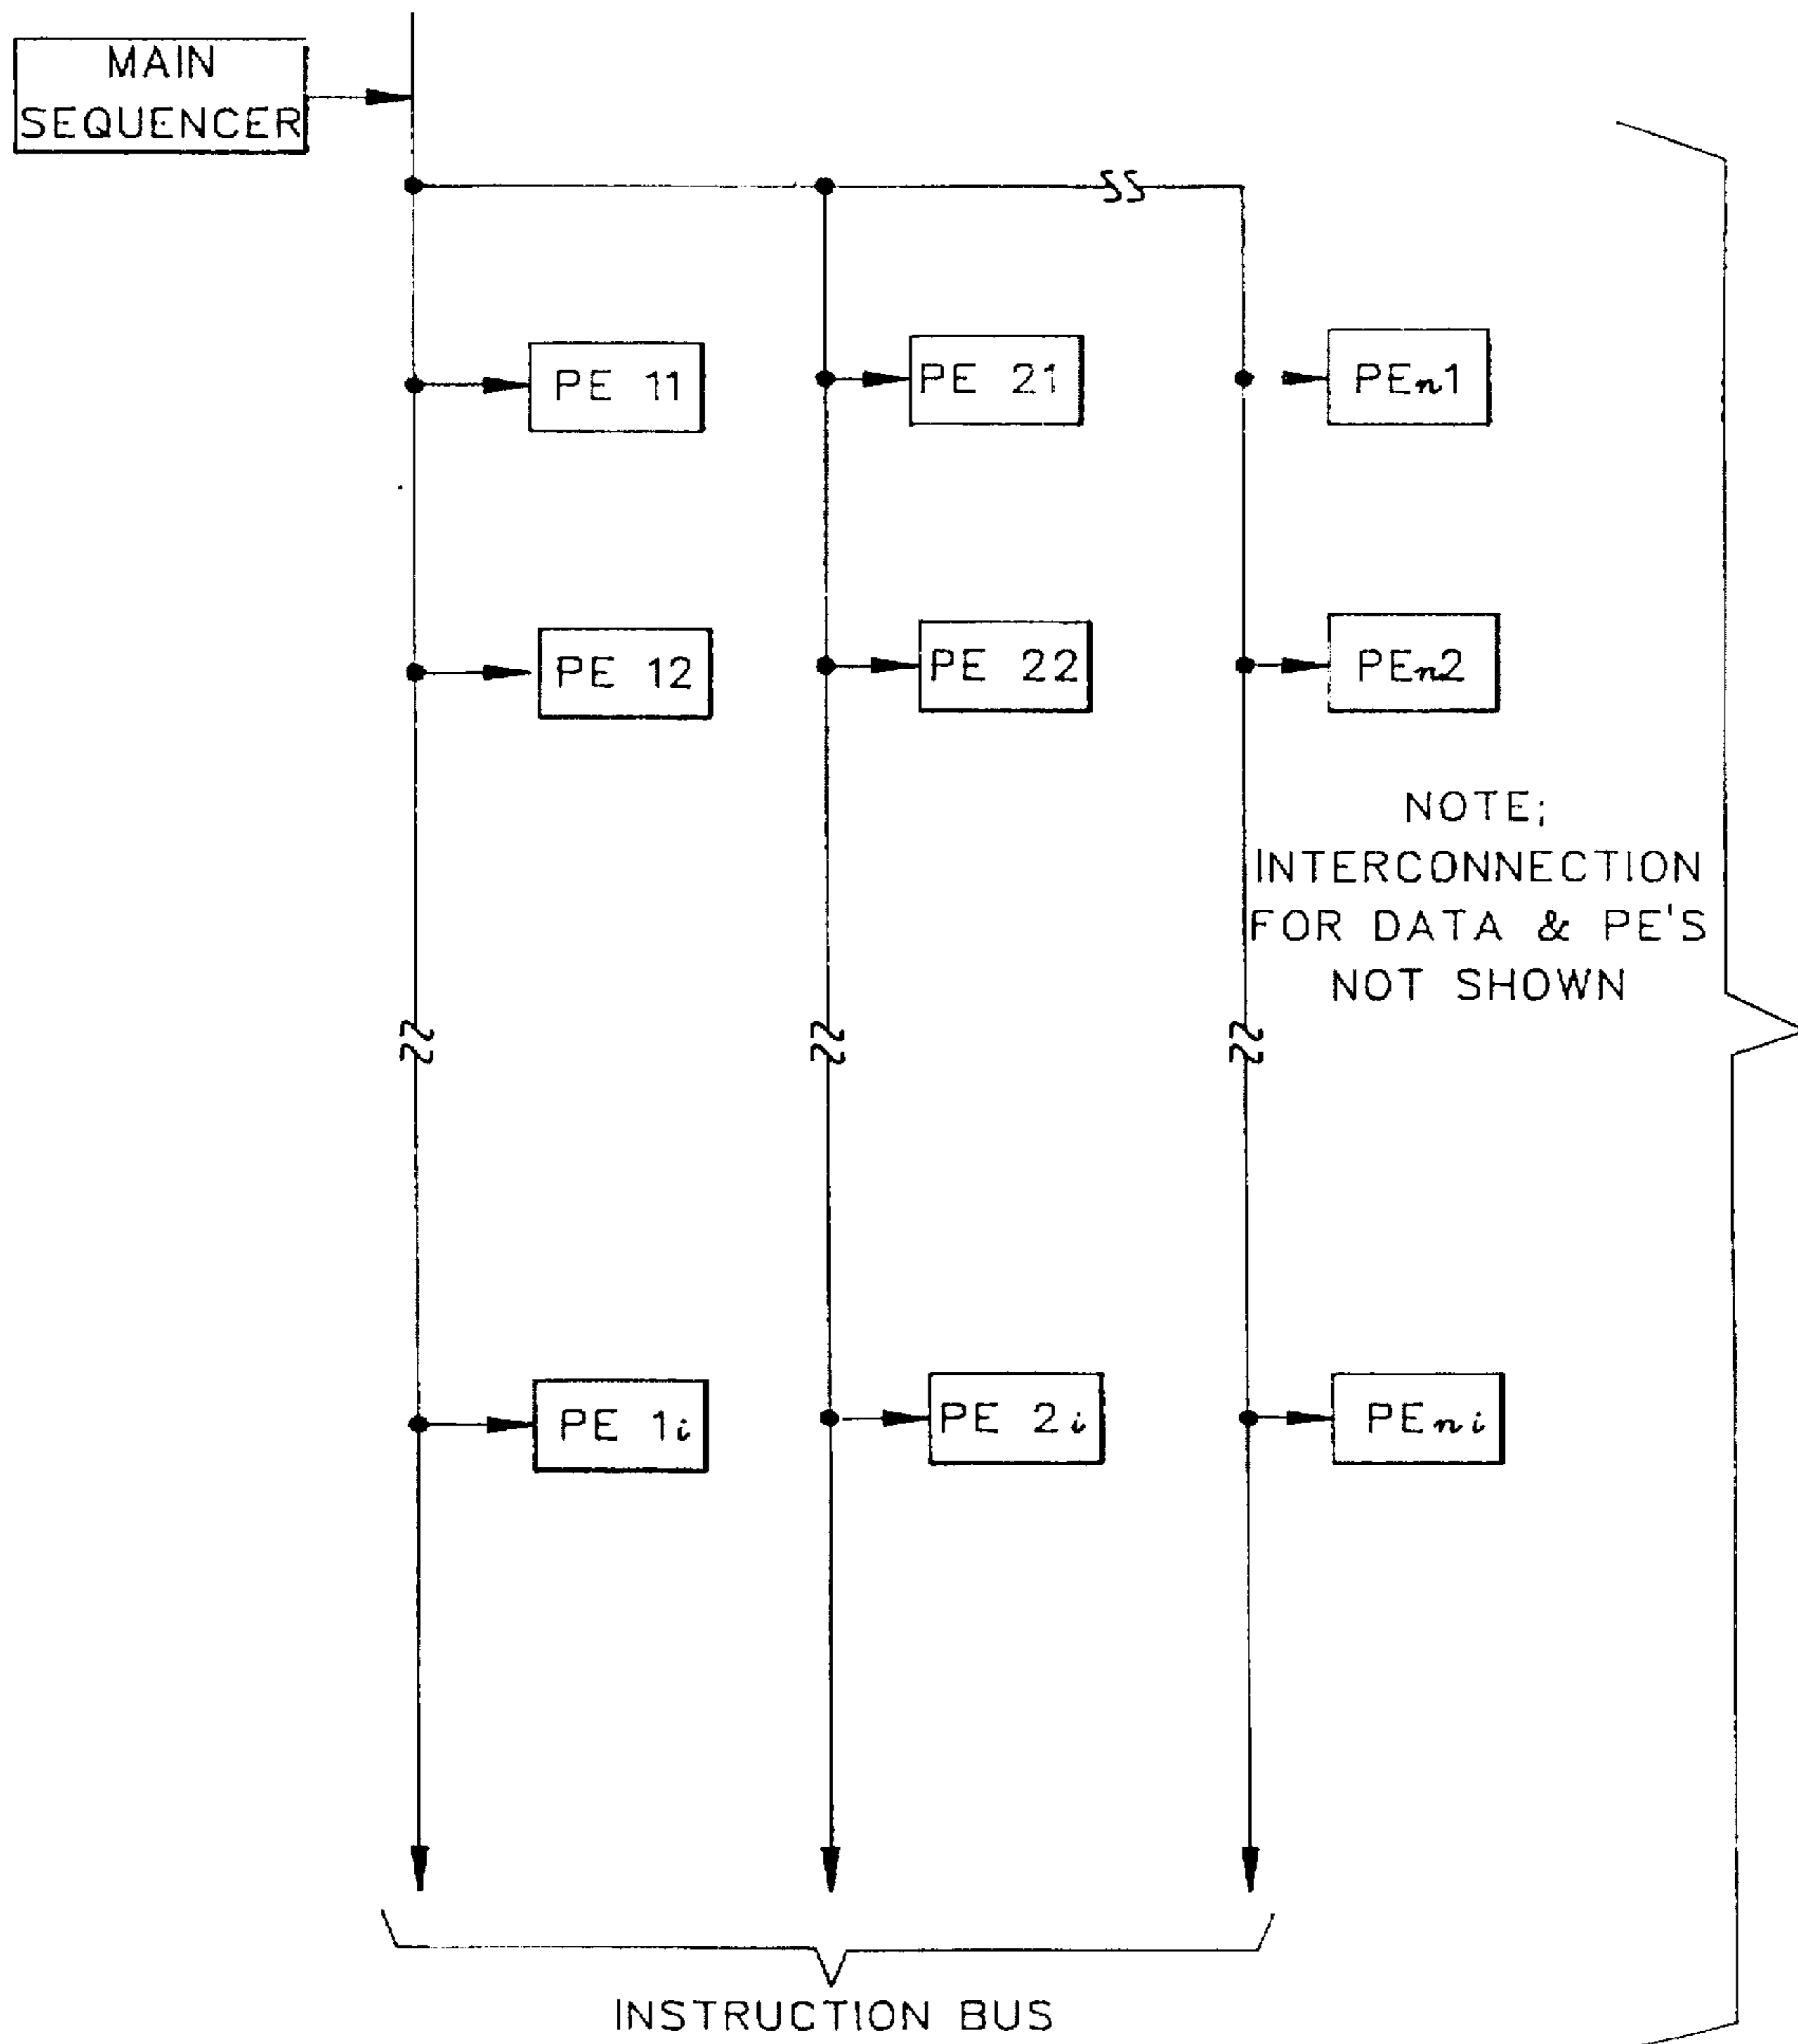 MAIN
SEQUENCER
PE 11
PE 21
PEn1
PE 12
PE 22
PEn2
NOTE;
INTERCONNECTION
FOR DATA & PE'S
NOT SHOWN
PE 1i
PE 2i
PEni
INSTRUCTION BUS